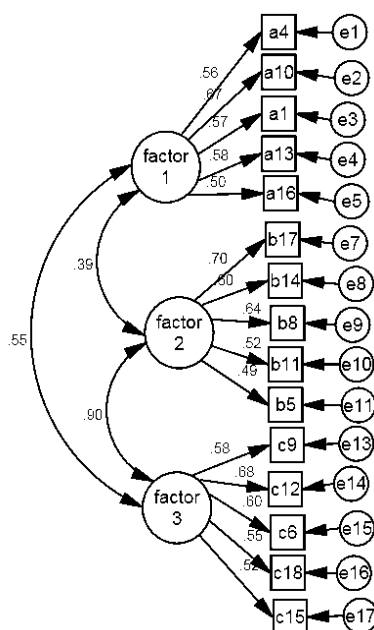 a4
e1
.56
a10
e2
.67
a1
e3
.57
factor
1
a13
e4
.58
a16
e5
.50
b17
e7
.39
.70
b14
e8
b8
e9
.64
factor
2
.55
b11
e10
.52
b5
e11
.49
.90
c9
e13
.58
c12
e14
.68
factor
3
c6
e15
.60
c18
e16
.55
c15
e17